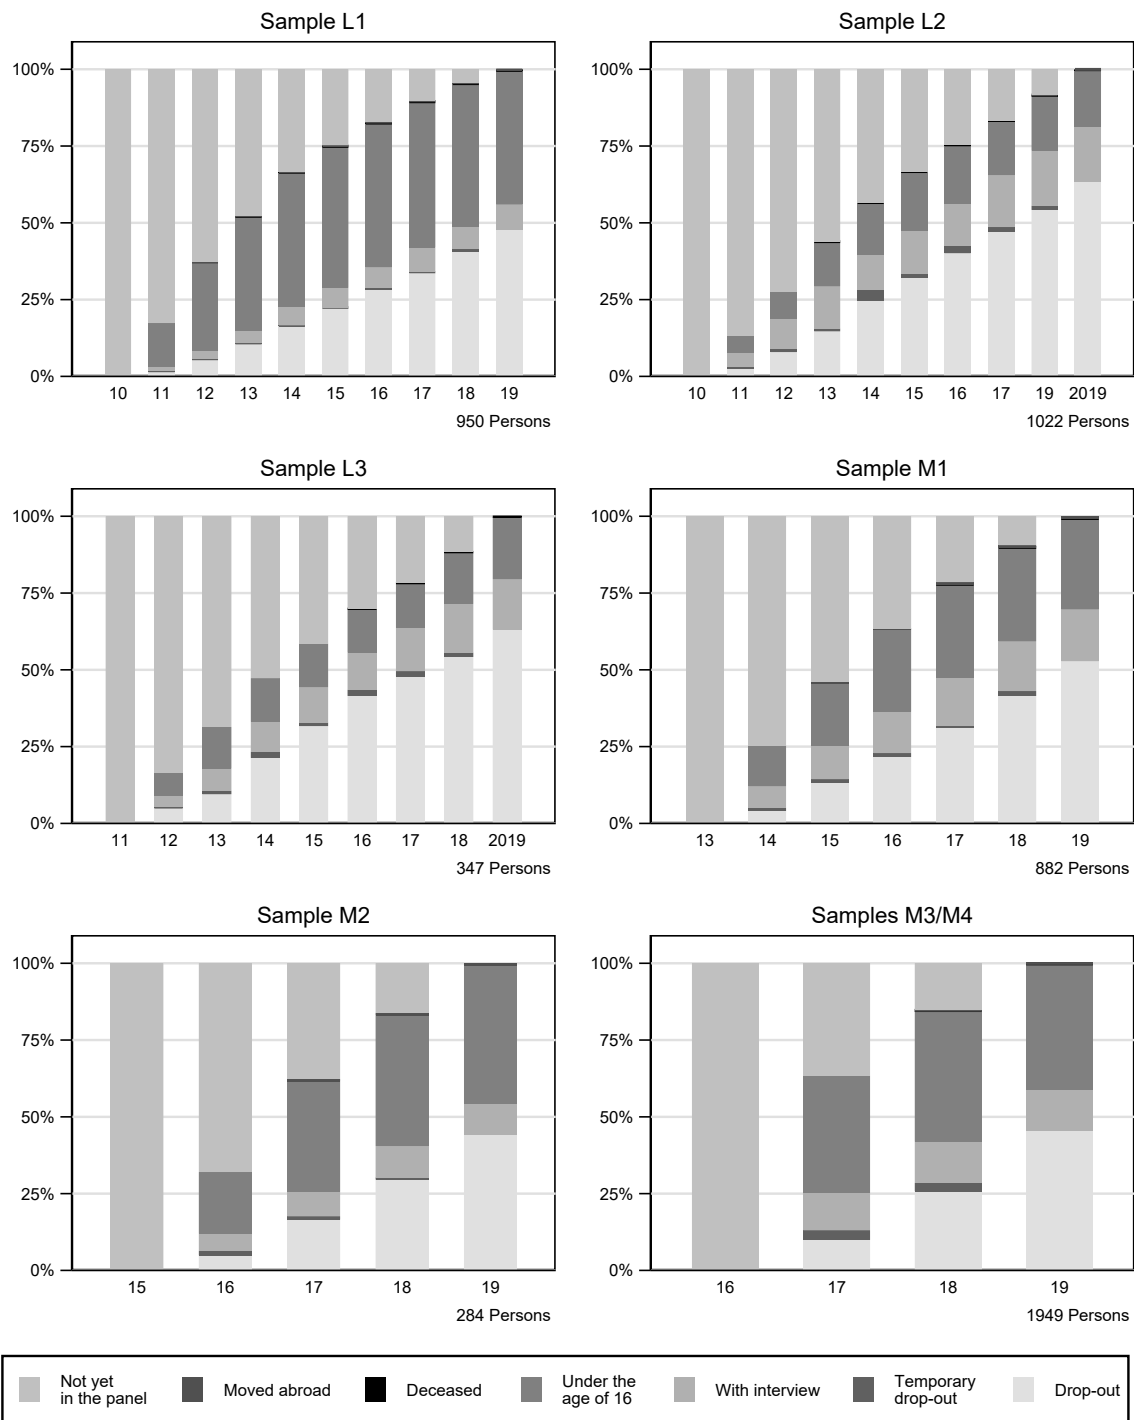 Sample L1
100%
75%
50%
25%
0%
10 11 12 13 14 15 16 17 18 19
950 Persons
Sample L2
100%
75%
50%
25%
0%
10 11 12 13 14 15 16 17 19 2019
1022 Persons
Sample L3
100%
75%
50%
25%
0%
11 12 13 14 15 16 17 18 2019
347 Persons
Sample M1
100%
75%
50%
25%
0%
13 14 15 16 17 18 19
882 Persons
Sample M2
100%
75%
50%
25%
0%
15 16 17 18 19
284 Persons
Samples M3/M4
100%
75%
50%
25%
0%
16 17 18 19
1949 Persons
Not yet
in the panel
Moved abroad
Deceased
Under the
age of 16
With interview
Temporary
drop-out
Drop-out